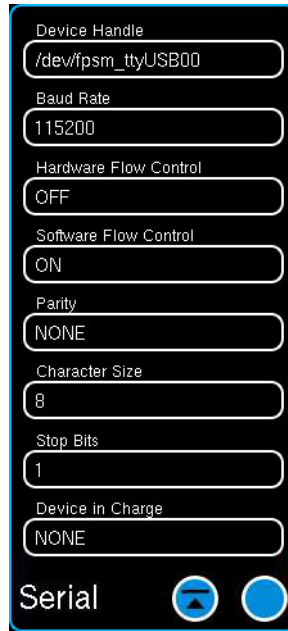 Device Handle
/dev/fpsm_ttyUSB00
Baud Rate
115200
Hardware Flow Control
OFF
Software Flow Control
ON
Parity
NONE
Character Size
8
Stop Bits
1
Device in Charge
NONE
Serial